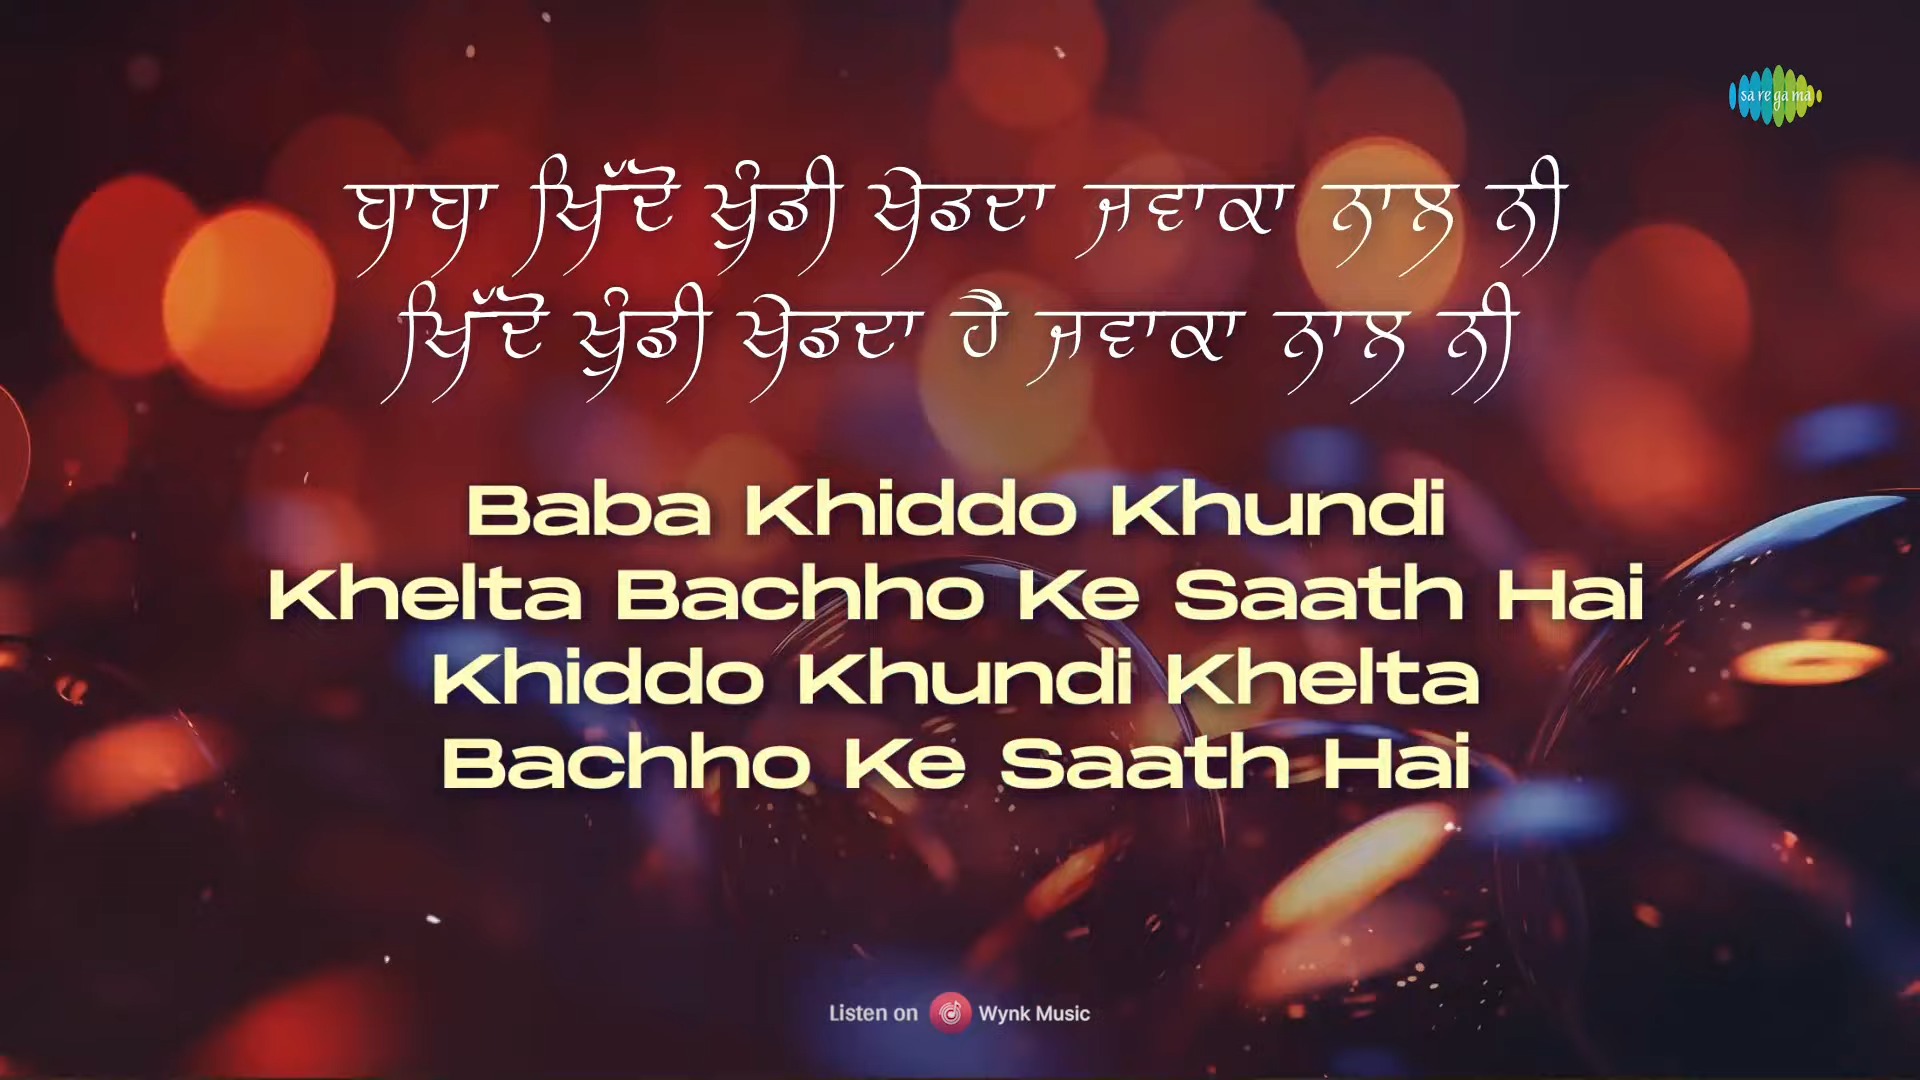 sa re ga ma
ਬਾਬਾ ਖਿੱਦੋ ਖੁੰਡੀ ਖੇਡਦਾ ਜਵਾਕਾ ਨਾਲ ਨੀ
ਖਿੱਦੋ ਖੁੰਡੀ ਖੇਡਦਾ ਹੈ ਜਵਾਕਾ ਨਾਲ ਨੀ
Baba Khiddo Khundi
Khelta Bachho Ke Saath Hai
Khiddo Khundi Khelta
Bachho Ke Saath Hai
Listen on Wynk Music